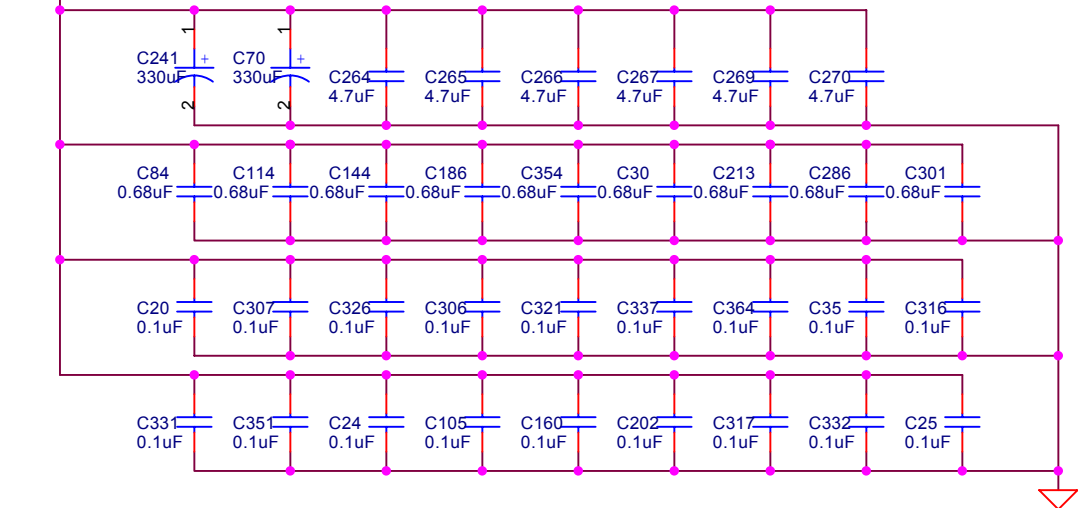 1 1
C241 + C70 +
330uF 330uF C264 C265 C266 C267 C269 C270
4.7uF 4.7uF 4.7uF 4.7uF 4.7uF 4.7uF
2 2
C84 C114 C144 C186 C354 C30 C213 C286 C301
0.68uF 0.68uF 0.68uF 0.68uF 0.68uF 0.68uF 0.68uF 0.68uF 0.68uF
C20 C307 C326 C306 C321 C337 C364 C35 C316
0.1uF 0.1uF 0.1uF 0.1uF 0.1uF 0.1uF 0.1uF 0.1uF 0.1uF
C331 C351 C24 C105 C160 C202 C317 C332 C25
0.1uF 0.1uF 0.1uF 0.1uF 0.1uF 0.1uF 0.1uF 0.1uF 0.1uF